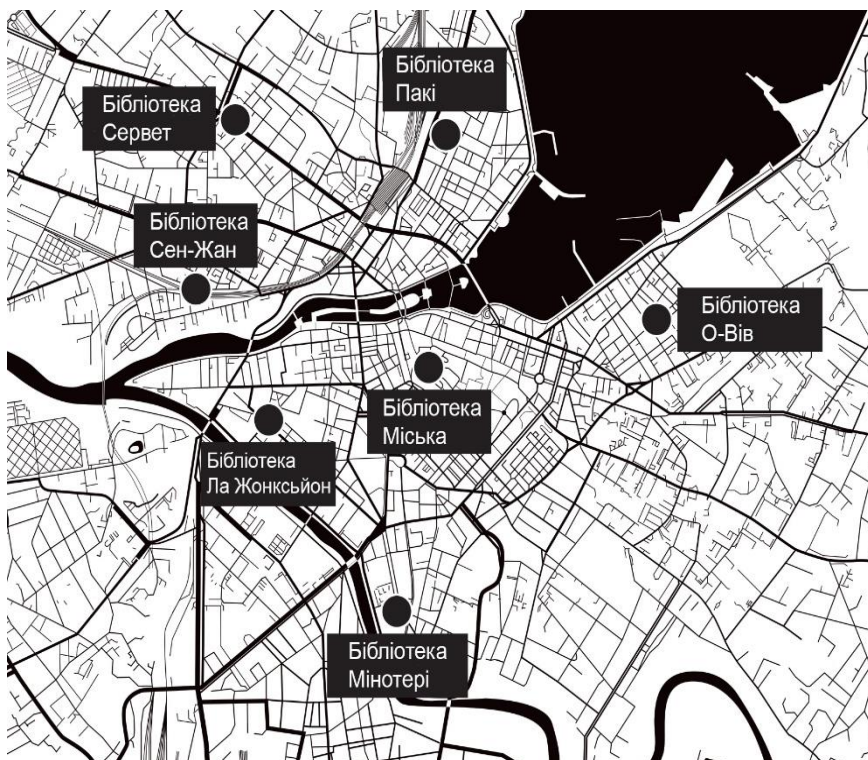 Бібліотека
Пакі
Бібліотека
Сервет
Бібліотека
Сен-Жан
Бібліотека
О-Вів
Бібліотека
Міська
Бібліотека
Ла Жонксьйон
Бібліотека
Мінотері